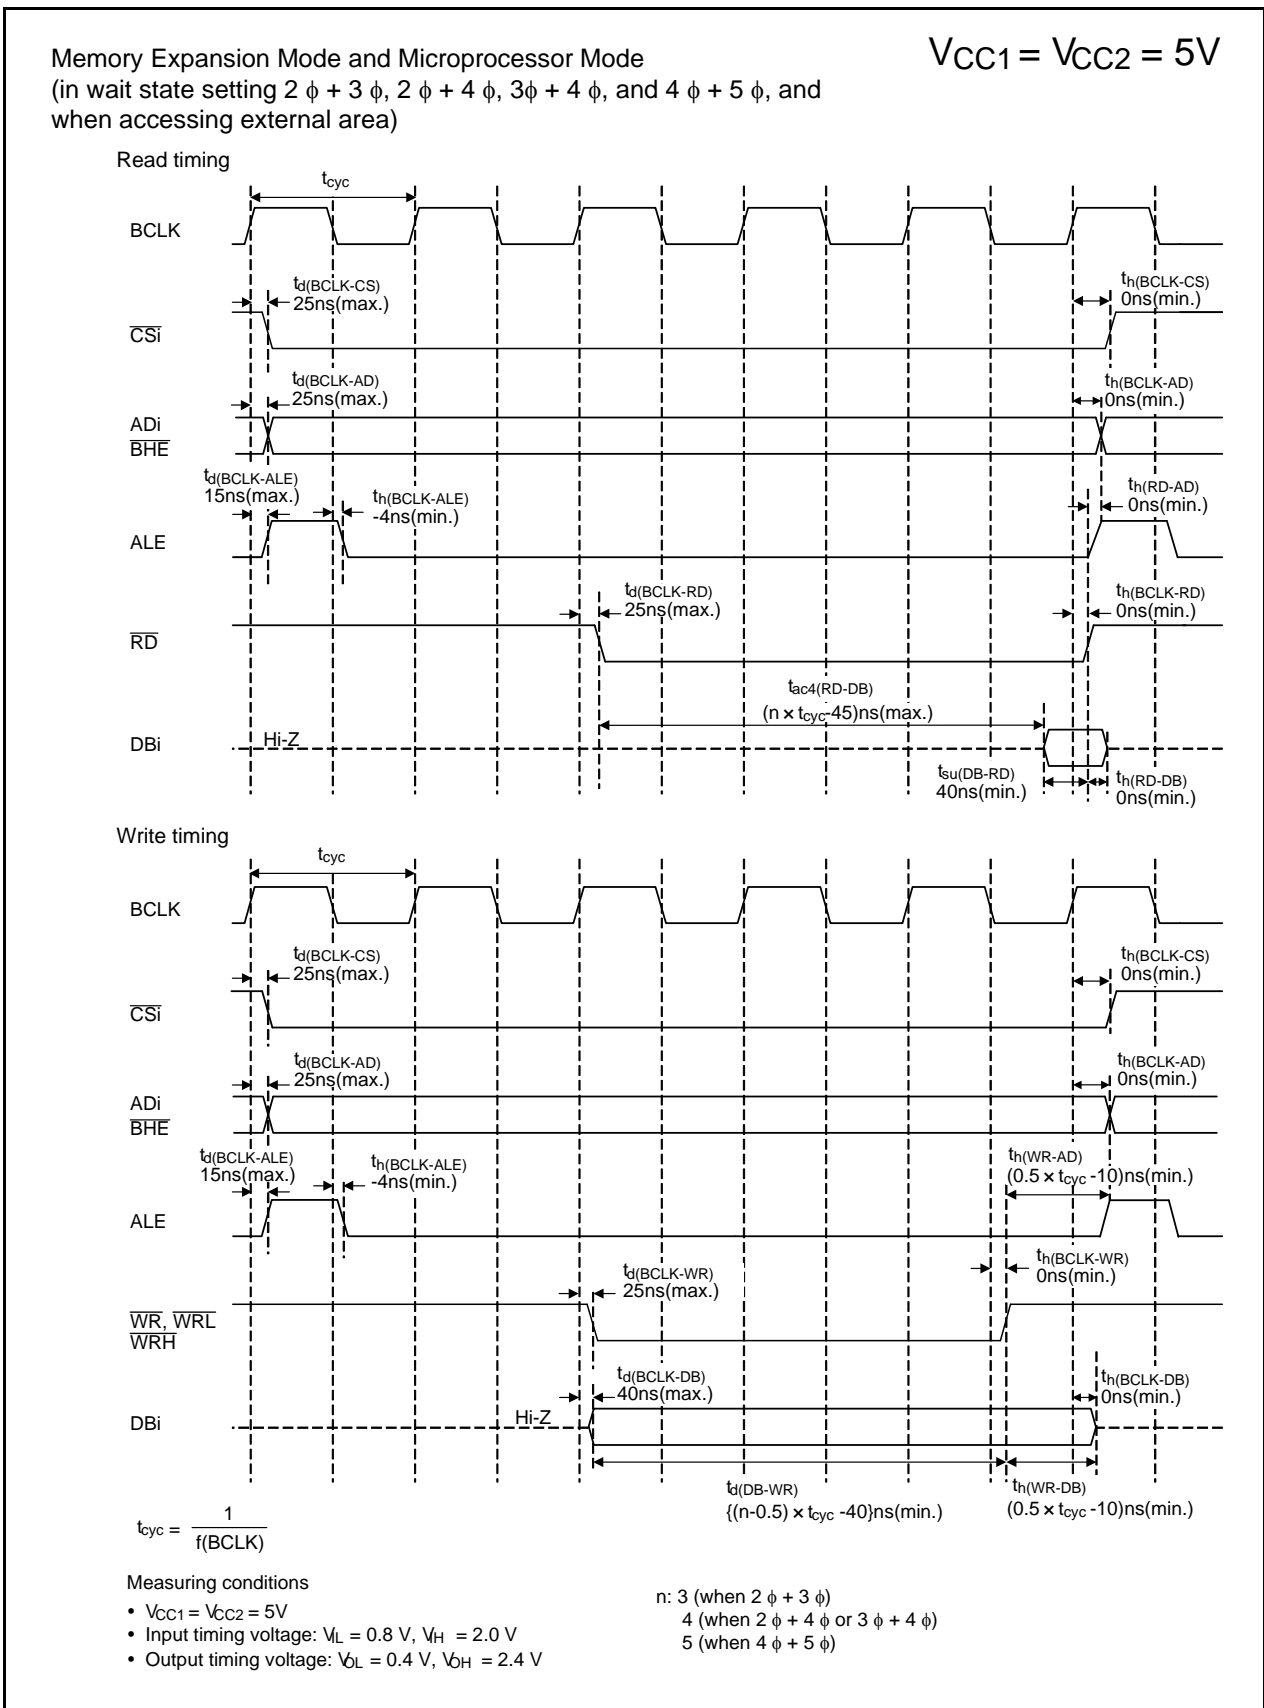 Memory Expansion Mode and Microprocessor Mode
VCC1 = VCC2 = 5V
(in wait state setting 2 ϕ + 3 ϕ, 2 ϕ + 4 ϕ, 3ϕ + 4 ϕ, and 4 ϕ + 5 ϕ, and
when accessing external area)
Read timing
tcyc
BCLK
td(BCLK-CS)
25ns(max.)
th(BCLK-CS)
0ns(min.)
CSi
td(BCLK-AD)
25ns(max.)
th(BCLK-AD)
0ns(min.)
ADi
BHE
td(BCLK-ALE)
15ns(max.)
th(BCLK-ALE)
-4ns(min.)
th(RD-AD)
0ns(min.)
ALE
td(BCLK-RD)
25ns(max.)
th(BCLK-RD)
0ns(min.)
RD
tac4(RD-DB)
(n × tcyc-45)ns(max.)
DBi
Hi-Z
tsu(DB-RD)
40ns(min.)
th(RD-DB)
0ns(min.)
Write timing
tcyc
BCLK
td(BCLK-CS)
25ns(max.)
th(BCLK-CS)
0ns(min.)
CSi
td(BCLK-AD)
25ns(max.)
th(BCLK-AD)
0ns(min.)
ADi
BHE
td(BCLK-ALE)
15ns(max.)
th(BCLK-ALE)
-4ns(min.)
th(WR-AD)
(0.5 × tcyc -10)ns(min.)
ALE
td(BCLK-WR)
25ns(max.)
th(BCLK-WR)
0ns(min.)
WR, WRL
WRH
td(BCLK-DB)
40ns(max.)
th(BCLK-DB)
0ns(min.)
DBi
Hi-Z
td(DB-WR)
{(n-0.5) × tcyc -40}ns(min.)
th(WR-DB)
(0.5 × tcyc -10)ns(min.)
tcyc = 1
f(BCLK)
Measuring conditions
• VCC1 = VCC2 = 5V
• Input timing voltage: VIL = 0.8 V, VIH = 2.0 V
• Output timing voltage: VOL = 0.4 V, VOH = 2.4 V
n: 3 (when 2 ϕ + 3 ϕ)
4 (when 2 ϕ + 4 ϕ or 3 ϕ + 4 ϕ)
5 (when 4 ϕ + 5 ϕ)